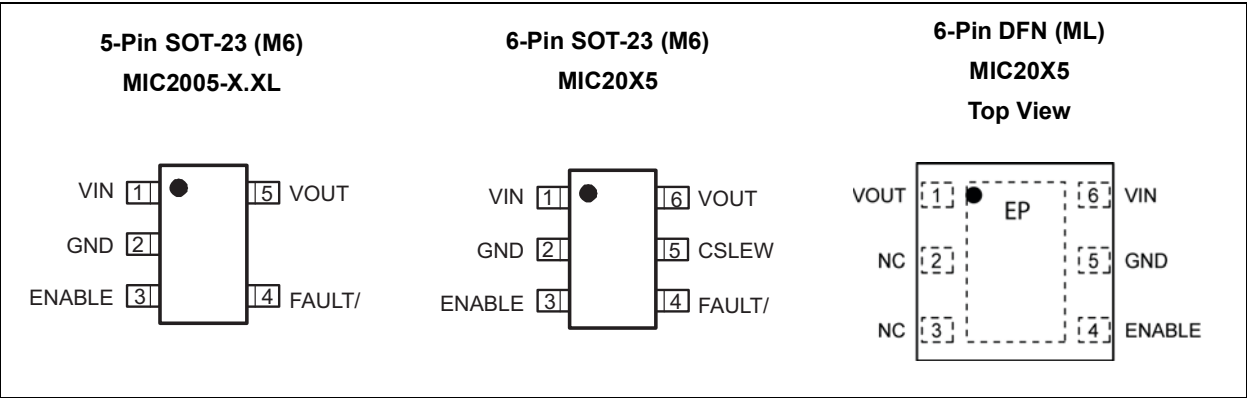 5-Pin SOT-23 (M6)
MIC2005-X.XL
VIN 1 5 VOUT
GND 2
ENABLE 3 4 FAULT/
6-Pin SOT-23 (M6)
MIC20X5
VIN 1 6 VOUT
GND 2 5 CSLEW
ENABLE 3 4 FAULT/
6-Pin DFN (ML)
MIC20X5
Top View
VOUT 1 EP 6 VIN
NC 2 5 GND
NC 3 4 ENABLE